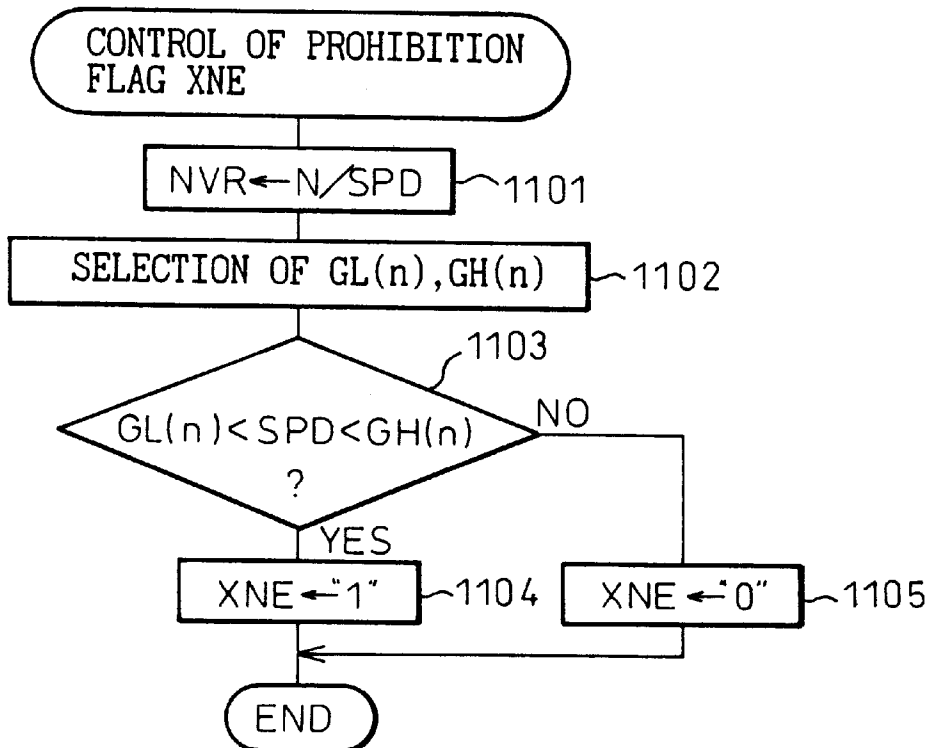 CONTROL OF PROHIBITION
FLAG XNE
NVR←N/SPD
1101
SELECTION OF GL(n),GH(n)
1102
1103
GL(n)<SPD<GH(n)
?
NO
YES
XNE←"1"
1104
XNE←"0"
1105
END